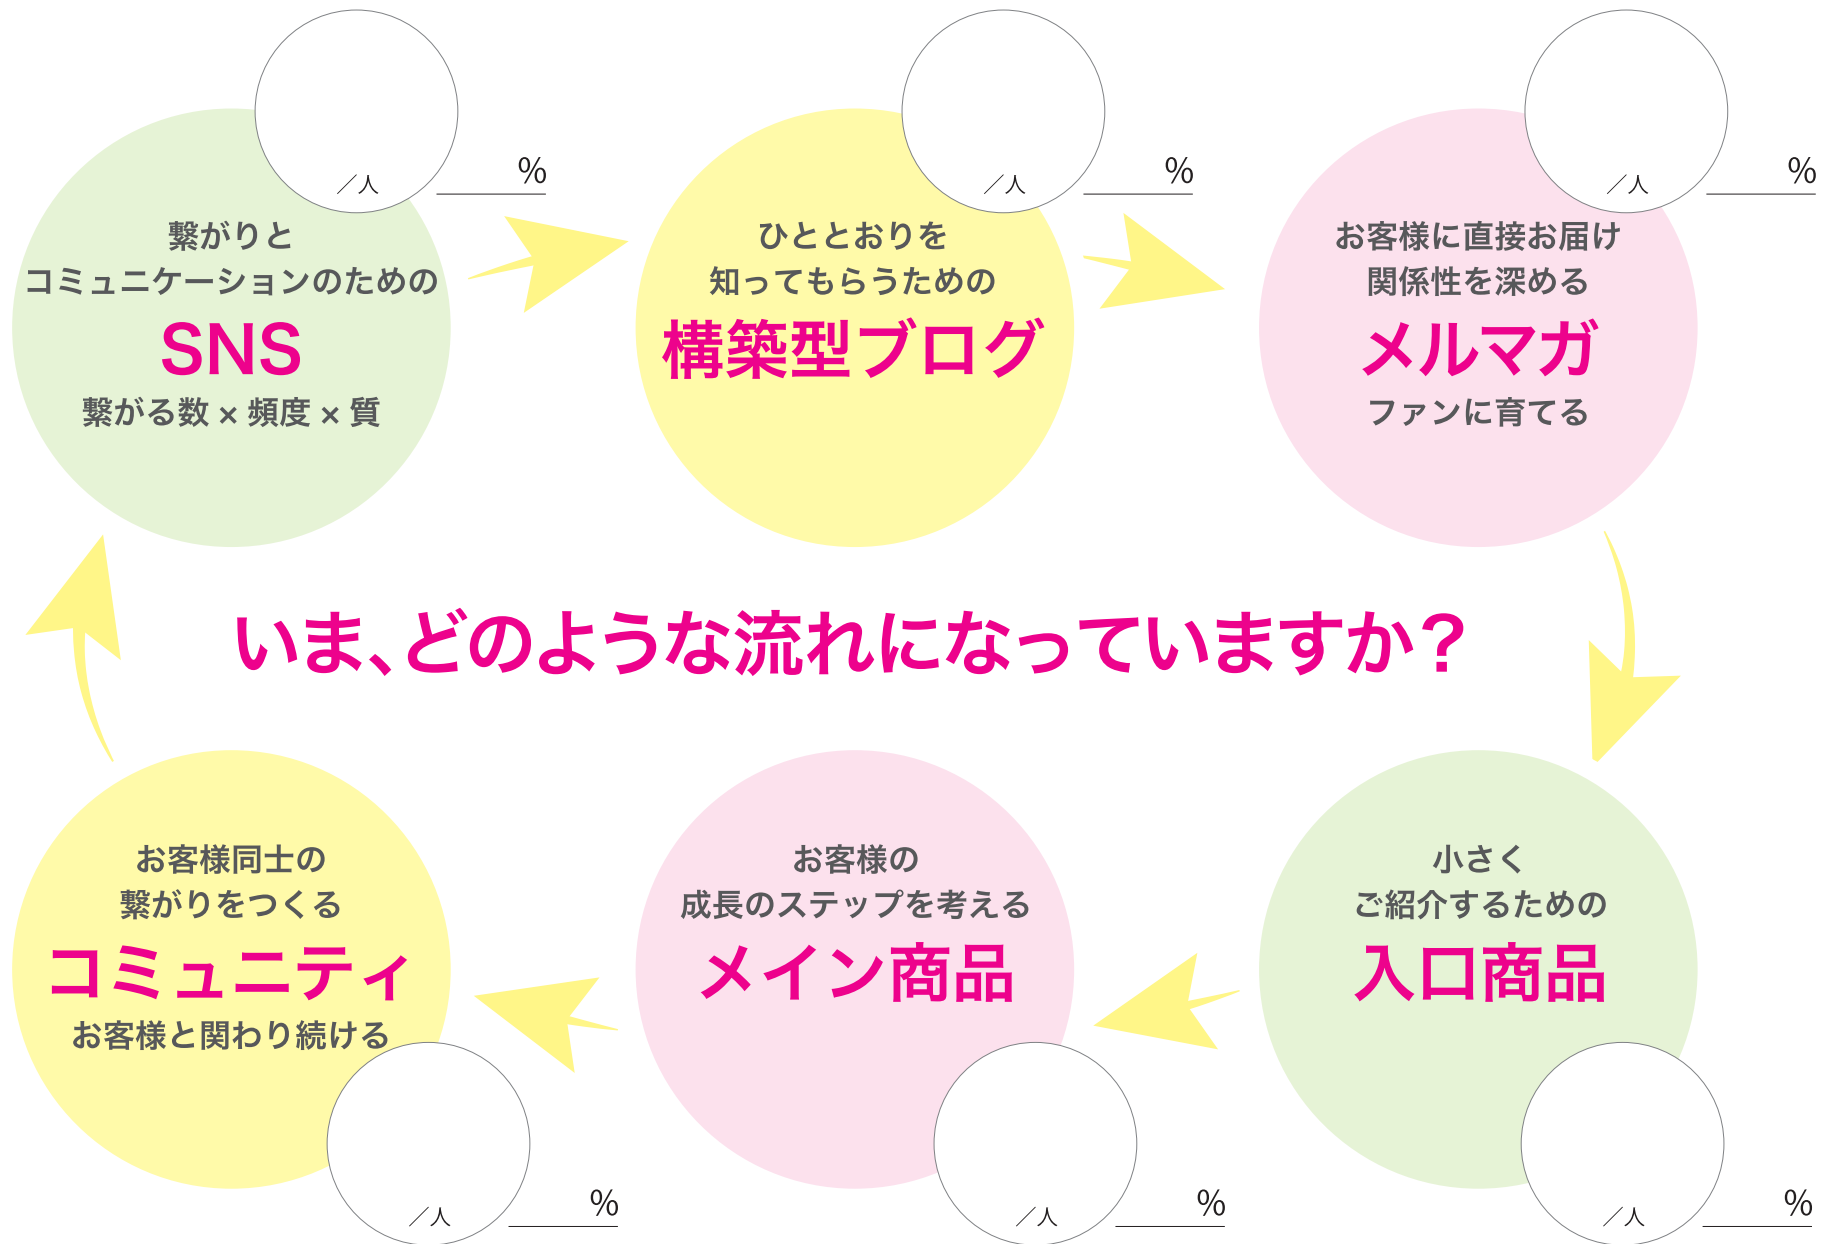 ／人
%
繋がりと
コミュニケーションのための
SNS
繋がる数 × 頻度 × 質
／人
%
ひととおりを
知ってもらうための
構築型ブログ
／人
%
お客様に直接お届け
関係性を深める
メルマガ
ファンに育てる
いま、どのような流れになっていますか？
お客様同士の
繋がりをつくる
コミュニティ
お客様と関わり続ける
／人
%
お客様の
成長のステップを考える
メイン商品
／人
%
小さく
ご紹介するための
入口商品
／人
%